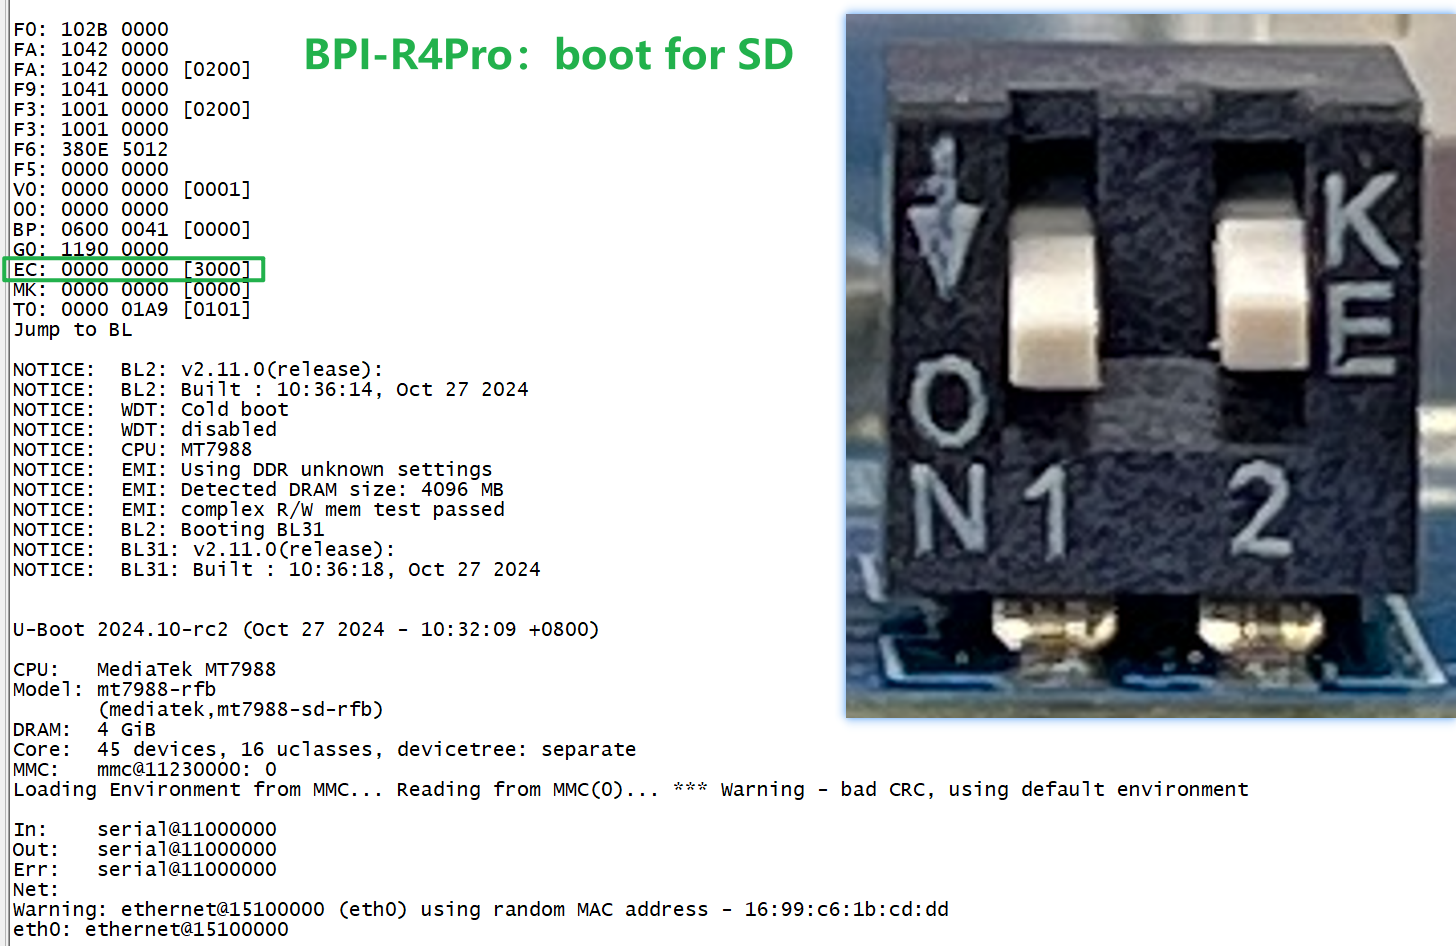 F0: 102B 0000
FA: 1042 0000
FA: 1042 0000 [0200]
F9: 1041 0000
F3: 1001 0000 [0200]
F3: 1001 0000
F6: 380E 5012
F5: 0000 0000
V0: 0000 0000 [0001]
00: 0000 0000
BP: 0600 0041 [0000]
G0: 1190 0000
EC: 0000 0000 [3000]
MK: 0000 0000 [0000]
T0: 0000 01A9 [0101]
Jump to BL
NOTICE:  BL2: v2.11.0(release):
NOTICE:  BL2: Built : 10:36:14, Oct 27 2024
NOTICE:  WDT: Cold boot
NOTICE:  WDT: disabled
NOTICE:  CPU: MT7988
NOTICE:  EMI: Using DDR unknown settings
NOTICE:  EMI: Detected DRAM size: 4096 MB
NOTICE:  EMI: complex R/W mem test passed
NOTICE:  BL2: Booting BL31
NOTICE:  BL31: v2.11.0(release):
NOTICE:  BL31: Built : 10:36:18, Oct 27 2024
U-Boot 2024.10-rc2 (Oct 27 2024 - 10:32:09 +0800)
CPU:   MediaTek MT7988
Model: mt7988-rfb
(mediatek,mt7988-sd-rfb)
DRAM:  4 GiB
Core:  45 devices, 16 uclasses, devicetree: separate
MMC:   mmc@11230000: 0
Loading Environment from MMC... Reading from MMC(0)... *** Warning - bad CRC, using default environment
In:    serial@11000000
Out:   serial@11000000
Err:   serial@11000000
Net:
Warning: ethernet@15100000 (eth0) using random MAC address - 16:99:c6:1b:cd:dd
eth0: ethernet@15100000
BPI-R4Pro：boot for SD
ON
KE
1 2